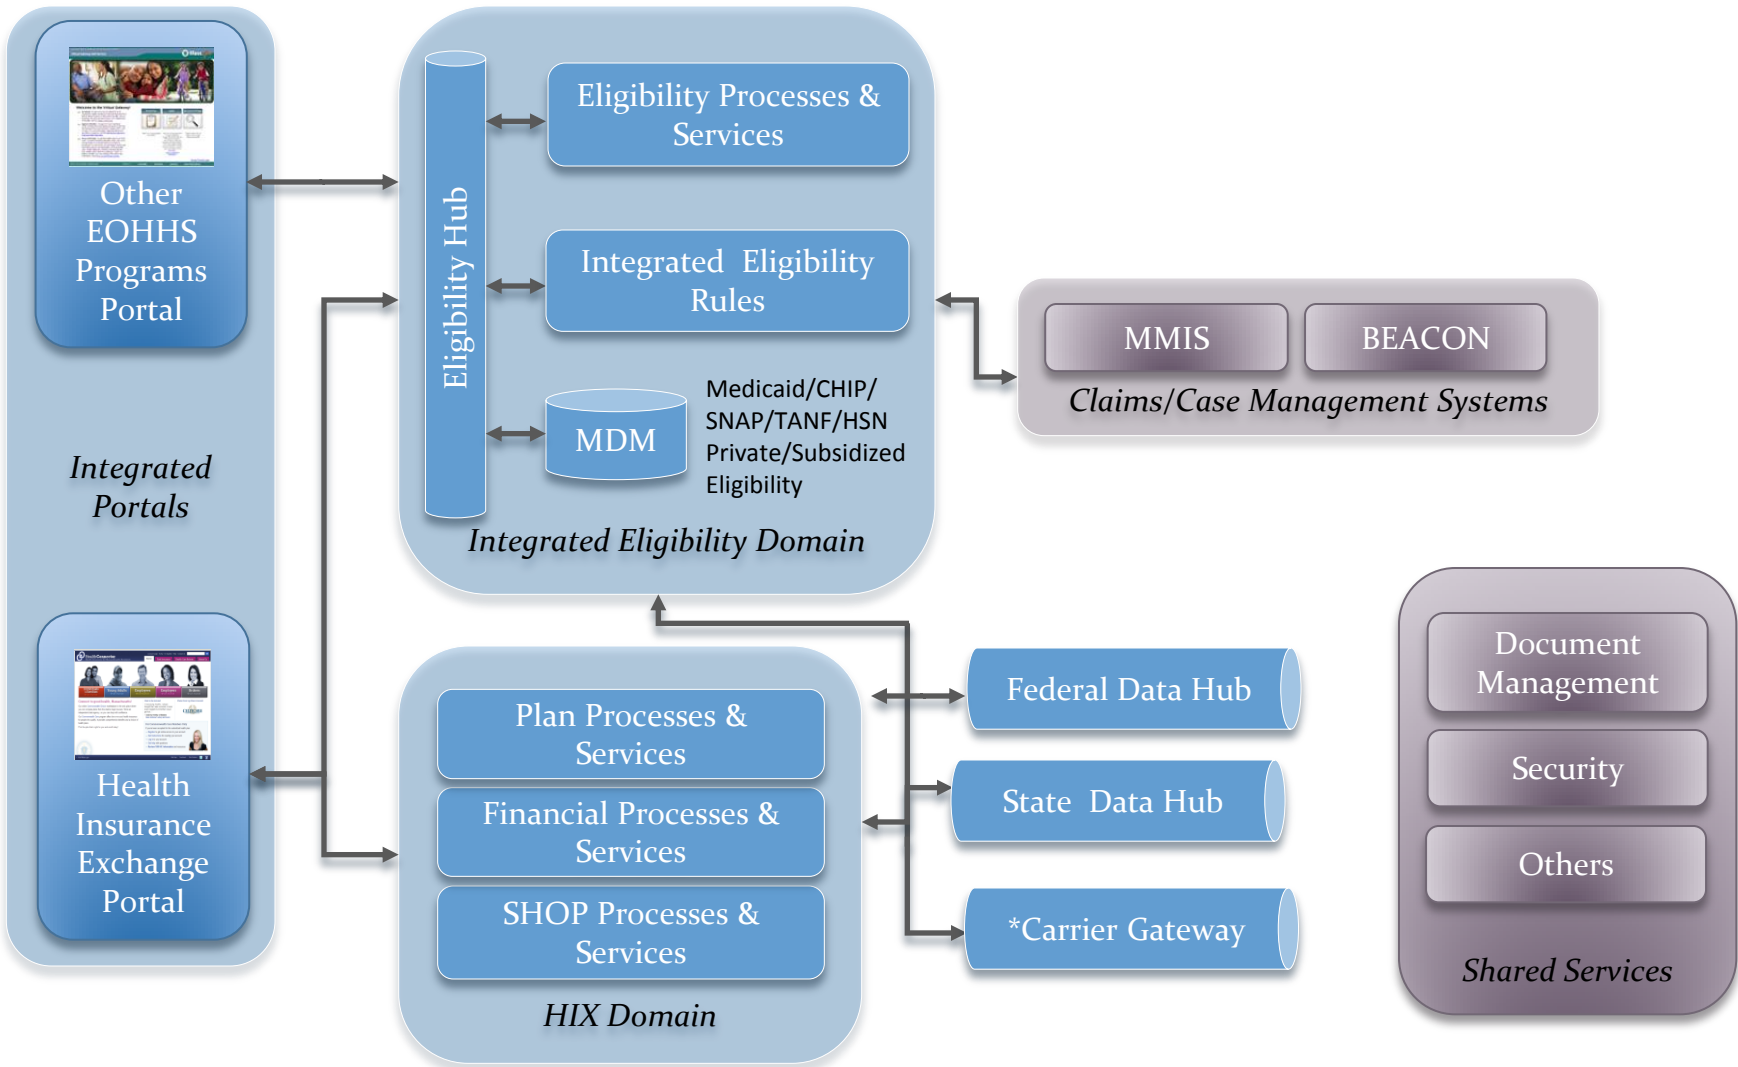 Other
EOHHS
Programs
Portal
Integrated
Portals
Health
Insurance
Exchange
Portal
Eligibility Hub
Eligibility Processes &
Services
Integrated  Eligibility
Rules
MDM
Medicaid/CHIP/
SNAP/TANF/HSN
Private/Subsidized
Eligibility
Integrated Eligibility Domain
MMIS
BEACON
Claims/Case Management Systems
Plan Processes &
Services
Financial Processes &
Services
SHOP Processes &
Services
HIX Domain
Federal Data Hub
State  Data Hub
*Carrier Gateway
Document
Management
Security
Others
Shared Services